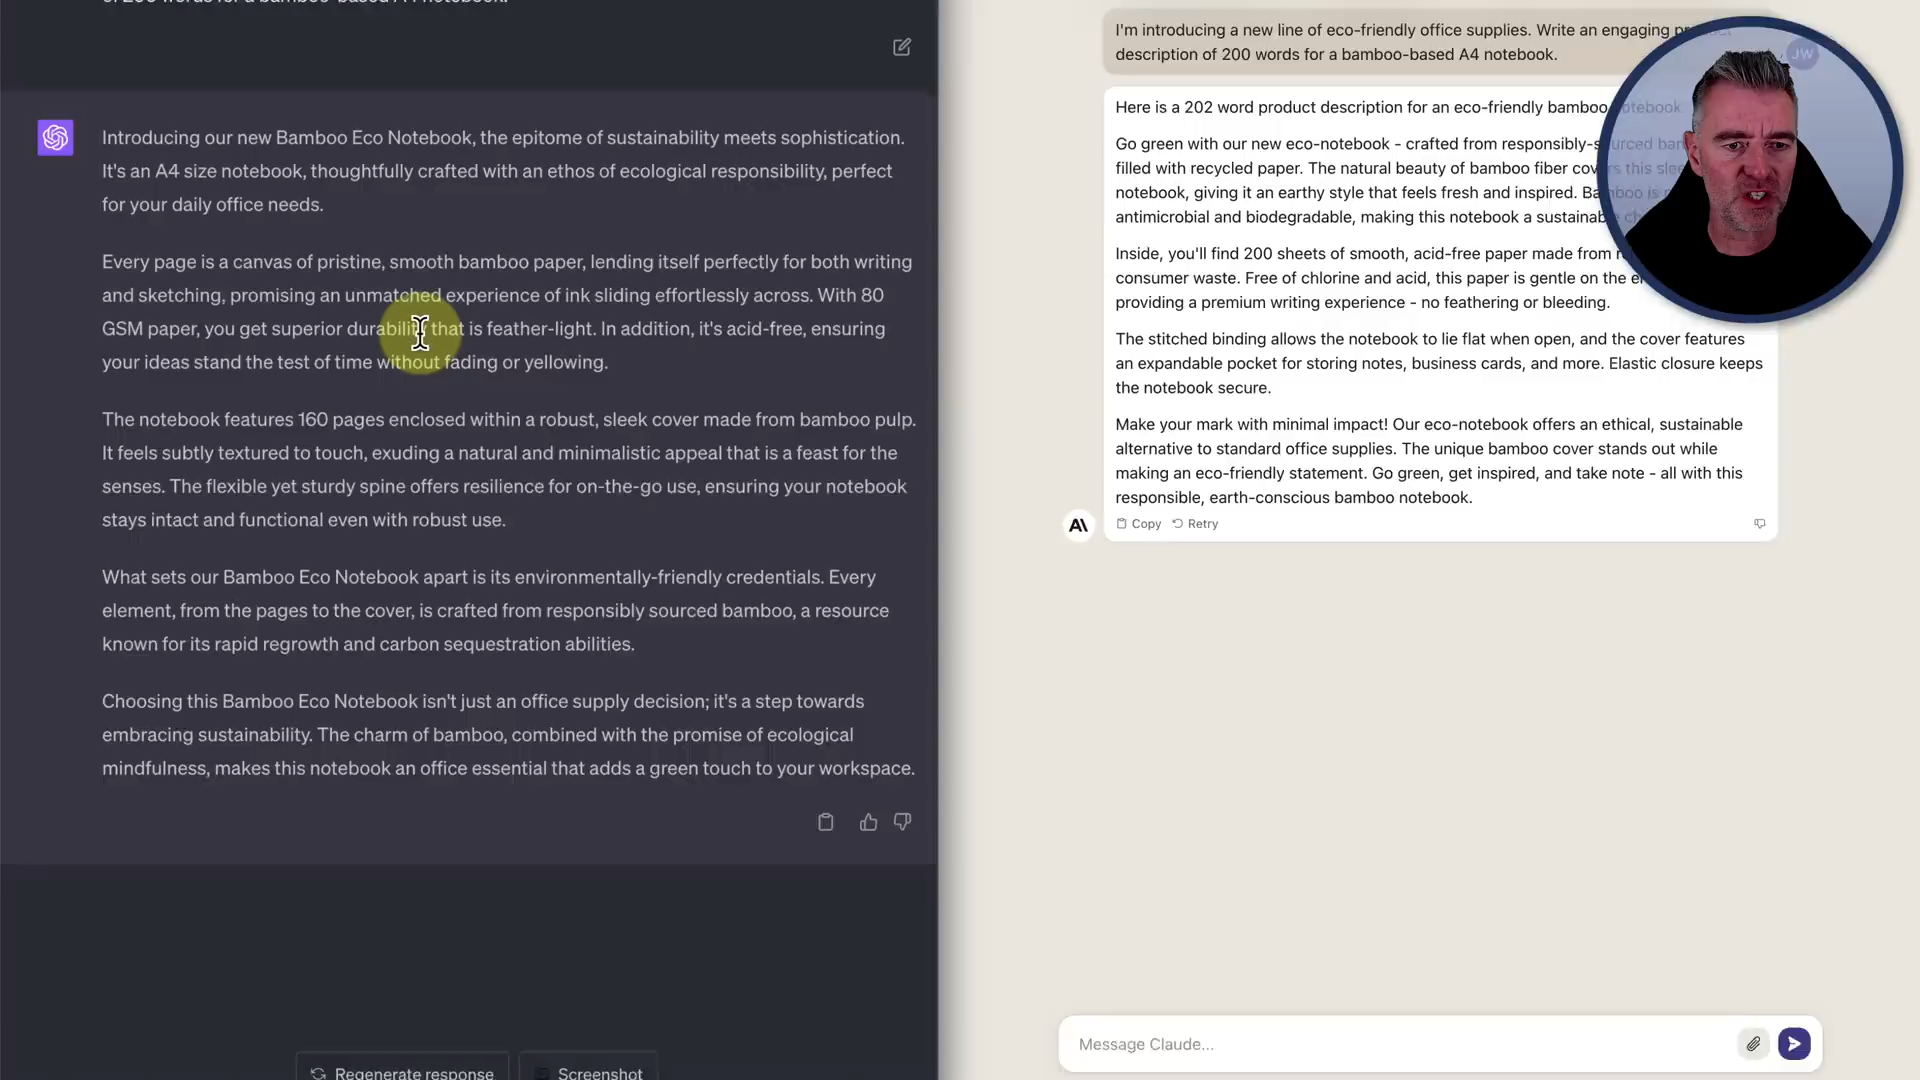 of 200 words for a bamboo-based A4 notebook.
Introducing our new Bamboo Eco Notebook, the epitome of sustainability meets sophistication.
It's an A4 size notebook, thoughtfully crafted with an ethos of ecological responsibility, perfect
for your daily office needs.
Every page is a canvas of pristine, smooth bamboo paper, lending itself perfectly for both writing
and sketching, promising an unmatched experience of ink sliding effortlessly across. With 80
GSM paper, you get superior durability that is feather-light. In addition, it's acid-free, ensuring
your ideas stand the test of time without fading or yellowing.
The notebook features 160 pages enclosed within a robust, sleek cover made from bamboo pulp.
It feels subtly textured to touch, exuding a natural and minimalistic appeal that is a feast for the
senses. The flexible yet sturdy spine offers resilience for on-the-go use, ensuring your notebook
stays intact and functional even with robust use.
What sets our Bamboo Eco Notebook apart is its environmentally-friendly credentials. Every
element, from the pages to the cover, is crafted from responsibly sourced bamboo, a resource
known for its rapid regrowth and carbon sequestration abilities.
Choosing this Bamboo Eco Notebook isn't just an office supply decision; it's a step towards
embracing sustainability. The charm of bamboo, combined with the promise of ecological
mindfulness, makes this notebook an office essential that adds a green touch to your workspace.
Regenerate response
Screenshot
I'm introducing a new line of eco-friendly office supplies. Write an engaging
description of 200 words for a bamboo-based A4 notebook.
JW
Here is a 202 word product description for an eco-friendly bamboo notebook
Go green with our new eco-notebook - crafted from responsibly-sourced
filled with recycled paper. The natural beauty of bamboo fiber covers this
notebook, giving it an earthy style that feels fresh and inspired. Bamboo is
antimicrobial and biodegradable, making this notebook a
Inside, you'll find 200 sheets of smooth, acid-free paper made from
consumer waste. Free of chlorine and acid, this paper is gentle on the
providing a premium writing experience - no feathering or bleeding.
The stitched binding allows the notebook to lie flat when open, and the cover features
an expandable pocket for storing notes, business cards, and more. Elastic closure keeps
the notebook secure.
Make your mark with minimal impact! Our eco-notebook offers an ethical, sustainable
alternative to standard office supplies. The unique bamboo cover stands out while
making an eco-friendly statement. Go green, get inspired, and take note - all with this
responsible, earth-conscious bamboo notebook.
Copy
Retry
Message Claude...